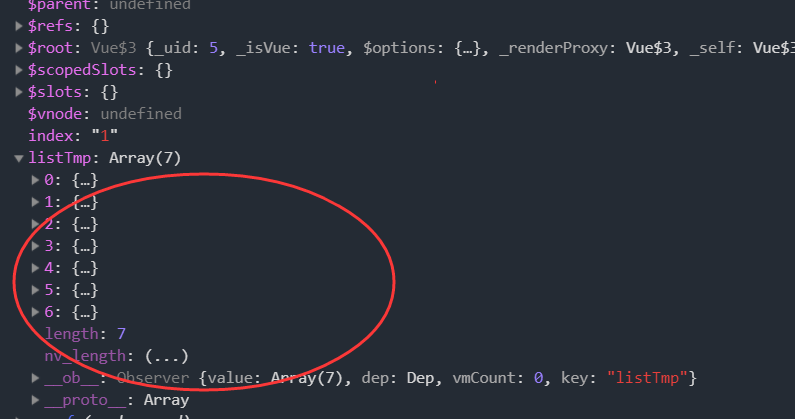 $parent: undefined
$refs: {}
$root: Vue$3 {_uid: 5, _isVue: true, $options: {…}, _renderProxy: Vue$3, _self: Vue$3
$scopedSlots: {}
$slots: {}
$vnode: undefined
index: "1"
listTmp: Array(7)
0: {…}
1: {…}
2: {…}
3: {…}
4: {…}
5: {…}
6: {…}
length: 7
nv_length: (...)
__ob__: Observer {value: Array(7), dep: Dep, vmCount: 0, key: "listTmp"}
__proto__: Array